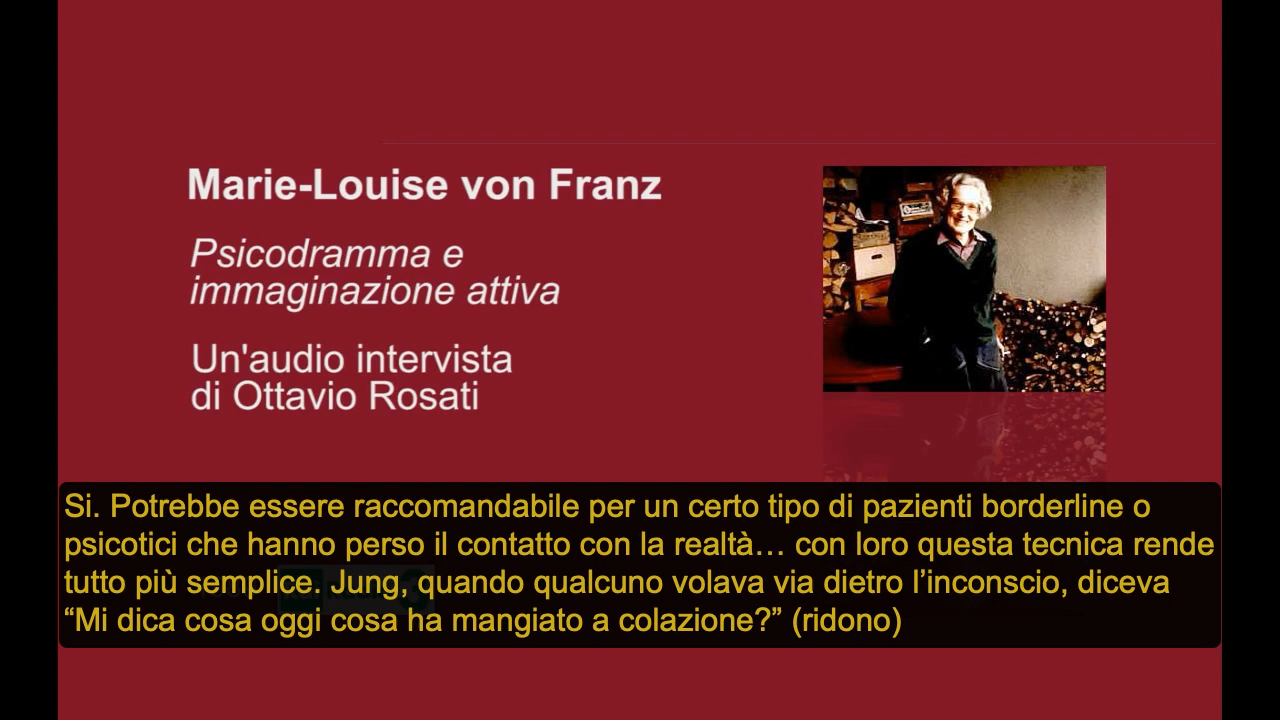 Marie-Louise von Franz
Psicodramma e
immaginazione attiva
Un'audio intervista
di Ottavio Rosati
Si. Potrebbe essere raccomandabile per un certo tipo di pazienti borderline o
psicotici che hanno perso il contatto con la realtà… con loro questa tecnica rende
tutto più semplice. Jung, quando qualcuno volava via dietro l’inconscio, diceva
“Mi dica cosa oggi cosa ha mangiato a colazione?” (ridono)